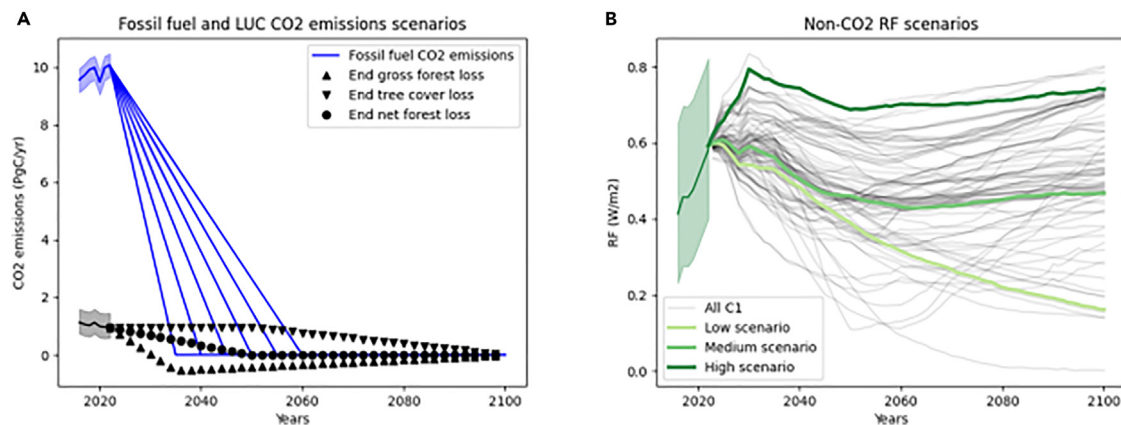 A
Fossil fuel and LUC CO2 emissions scenarios
10
8
6
4
2
0
CO2 emissions (PgC/yr)
Fossil fuel CO2 emissions
End gross forest loss
End tree cover loss
End net forest loss
2020 2040 2060 2080 2100
Years
B
Non-CO2 RF scenarios
0.8
0.6
0.4
0.2
0.0
RF (W/m2)
All C1
Low scenario
Medium scenario
High scenario
2020 2040 2060 2080 2100
Years